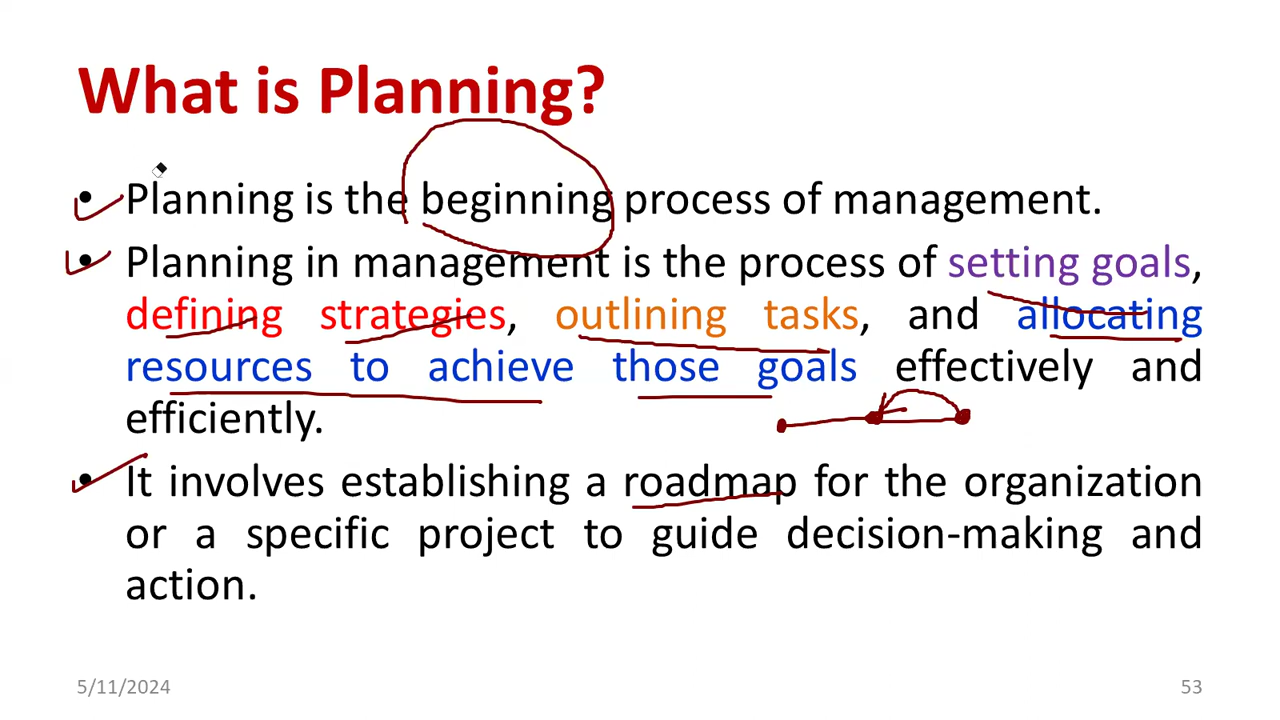 What is Planning?
• Planning is the beginning process of management.
• Planning in management is the process of setting goals,
defining strategies, outlining tasks, and allocating
resources to achieve those goals effectively and
efficiently.
• It involves establishing a roadmap for the organization
or a specific project to guide decision-making and
action.
5/11/2024
53